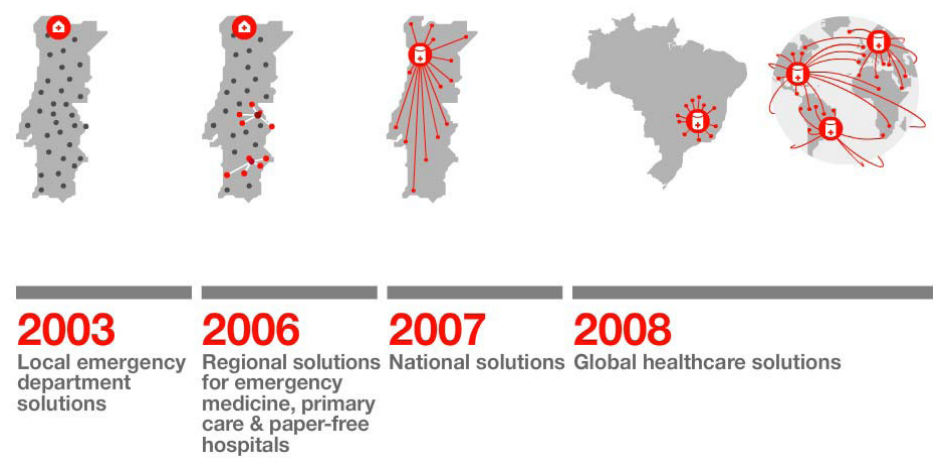 2003
Local emergency
department
solutions
2006
Regional solutions
for emergency
medicine, primary
care & paper-free
hospitals
2007
National solutions
2008
Global healthcare solutions